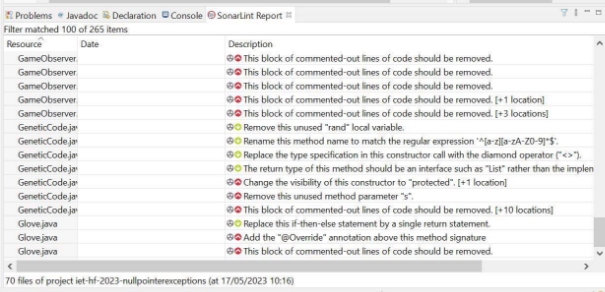 Problems Javadoc Declaration Console SonarLint Report
Filter matched 100 of 265 items
Resource Date Description
GameObserver. This block of commented-out lines of code should be removed.
GameObserver. This block of commented-out lines of code should be removed.
GameObserver. This block of commented-out lines of code should be removed.
GameObserver. This block of commented-out lines of code should be removed. [+1 location]
GameObserver. This block of commented-out lines of code should be removed. [+3 locations]
GeneticCode.jav Remove this unused "rand" local variable.
GeneticCode.jav Rename this method name to match the regular expression '^[a-z][a-zA-Z0-9]*$'.
GeneticCode.jav Replace the type specification in this constructor call with the diamond operator ("<>").
GeneticCode.jav The return type of this method should be an interface such as "List" rather than the implen
GeneticCode.jav Change the visibility of this constructor to "protected". [+1 location]
GeneticCode.jav Remove this unused method parameter "s".
GeneticCode.jav This block of commented-out lines of code should be removed. [+10 locations]
Glove.java Replace this if-then-else statement by a single return statement.
Glove.java Add the "@Override" annotation above this method signature
Glove.java This block of commented-out lines of code should be removed.
70 files of project iet-hf-2023-nullpointerexceptions (at 17/05/2023 10:16)